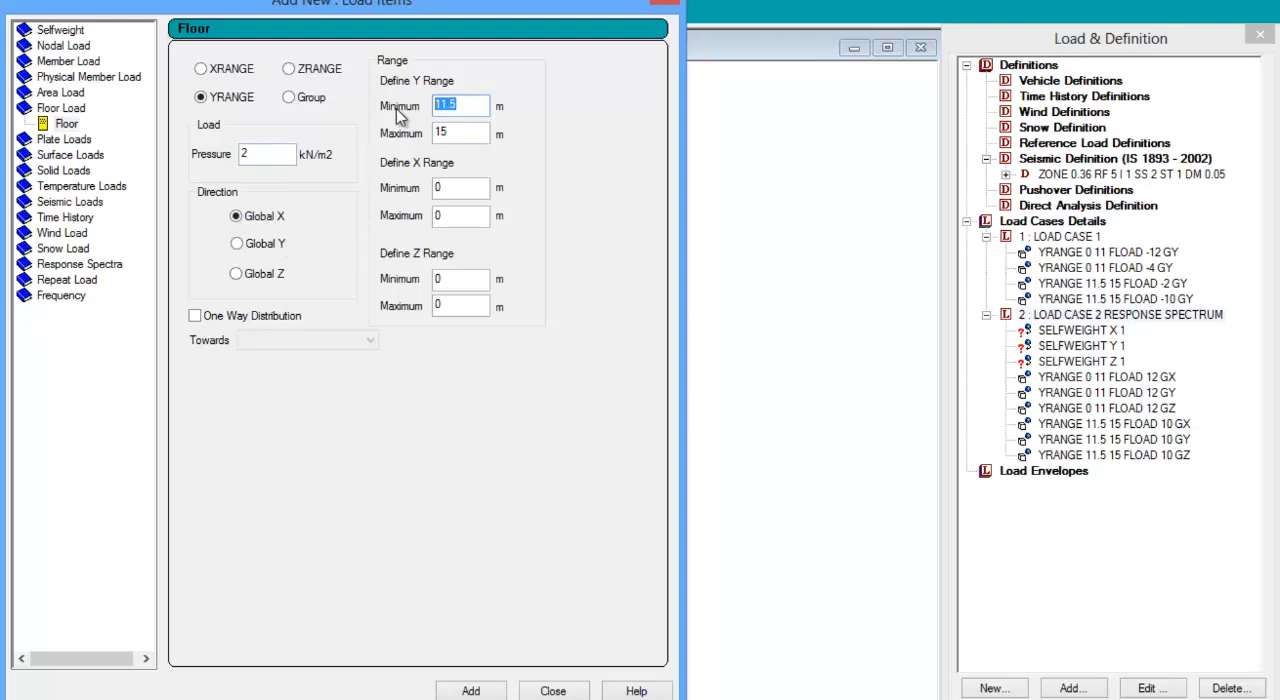 Add New : Load Items
Selfweight
Nodal Load
Member Load
Physical Member Load
Area Load
Floor Load
Floor
Plate Loads
Surface Loads
Solid Loads
Temperature Loads
Seismic Loads
Time History
Wind Load
Snow Load
Response Spectra
Repeat Load
Frequency
Floor
XRANGE
ZRANGE
YRANGE
Group
Load
Pressure 2 kN/m2
Direction
Global X
Global Y
Global Z
One Way Distribution
Towards
Range
Define Y Range
Minimum 11.5 m
Maximum 15 m
Define X Range
Minimum 0 m
Maximum 0 m
Define Z Range
Minimum 0 m
Maximum 0 m
Add
Close
Help
Load & Definition
Definitions
Vehicle Definitions
Time History Definitions
Wind Definitions
Snow Definition
Reference Load Definitions
Seismic Definition (IS 1893 - 2002)
ZONE 0.36 RF 5 I 1 SS 2 ST 1 DM 0.05
Pushover Definitions
Direct Analysis Definition
Load Cases Details
1 : LOAD CASE 1
YRANGE 0 11 FLOAD -12 GY
YRANGE 0 11 FLOAD -4 GY
YRANGE 11.5 15 FLOAD -2 GY
YRANGE 11.5 15 FLOAD -10 GY
2 : LOAD CASE 2 RESPONSE SPECTRUM
SELFWEIGHT X 1
SELFWEIGHT Y 1
SELFWEIGHT Z 1
YRANGE 0 11 FLOAD 12 GX
YRANGE 0 11 FLOAD 12 GY
YRANGE 0 11 FLOAD 12 GZ
YRANGE 11.5 15 FLOAD 10 GX
YRANGE 11.5 15 FLOAD 10 GY
YRANGE 11.5 15 FLOAD 10 GZ
Load Envelopes
New...
Add...
Edit ...
Delete...